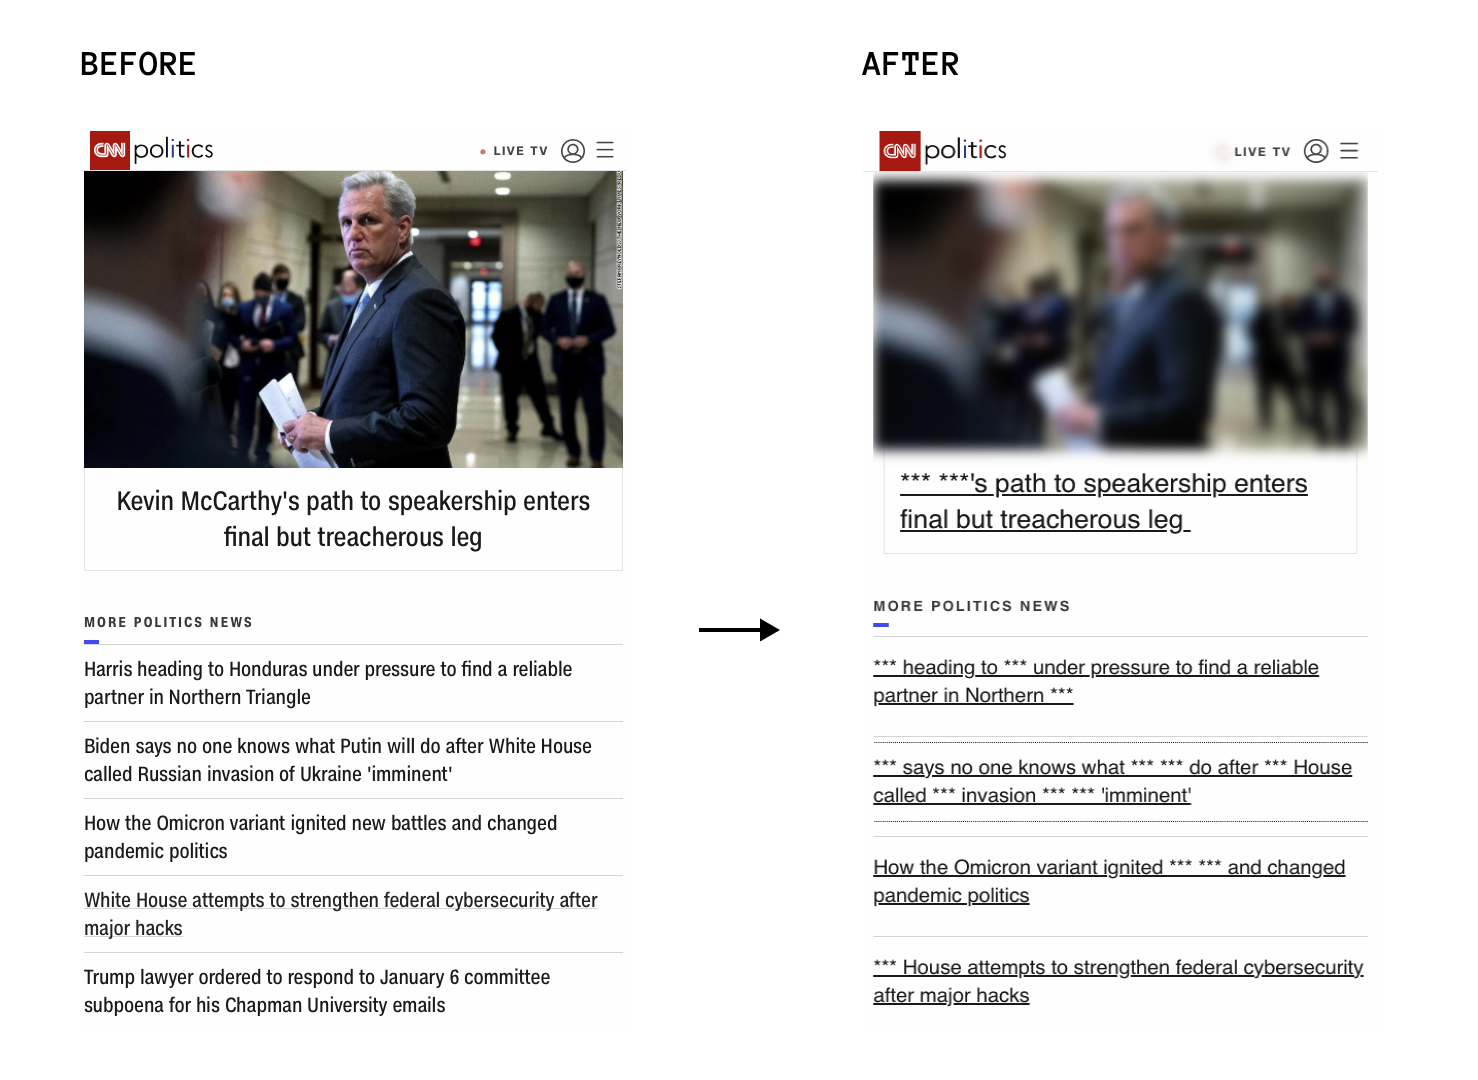 BEFORE
CNN politics
LIVE TV
Kevin McCarthy's path to speakership enters
final but treacherous leg
MORE POLITICS NEWS
Harris heading to Honduras under pressure to find a reliable
partner in Northern Triangle
Biden says no one knows what Putin will do after White House
called Russian invasion of Ukraine 'imminent'
How the Omicron variant ignited new battles and changed
pandemic politics
White House attempts to strengthen federal cybersecurity after
major hacks
Trump lawyer ordered to respond to January 6 committee
subpoena for his Chapman University emails
AFTER
CNN politics
LIVE TV
*** ***'s path to speakership enters
final but treacherous leg
MORE POLITICS NEWS
*** heading to *** under pressure to find a reliable
partner in Northern ***
*** says no one knows what *** *** do after *** House
called *** invasion *** *** 'imminent'
How the Omicron variant ignited *** *** and changed
pandemic politics
*** House attempts to strengthen federal cybersecurity
after major hacks